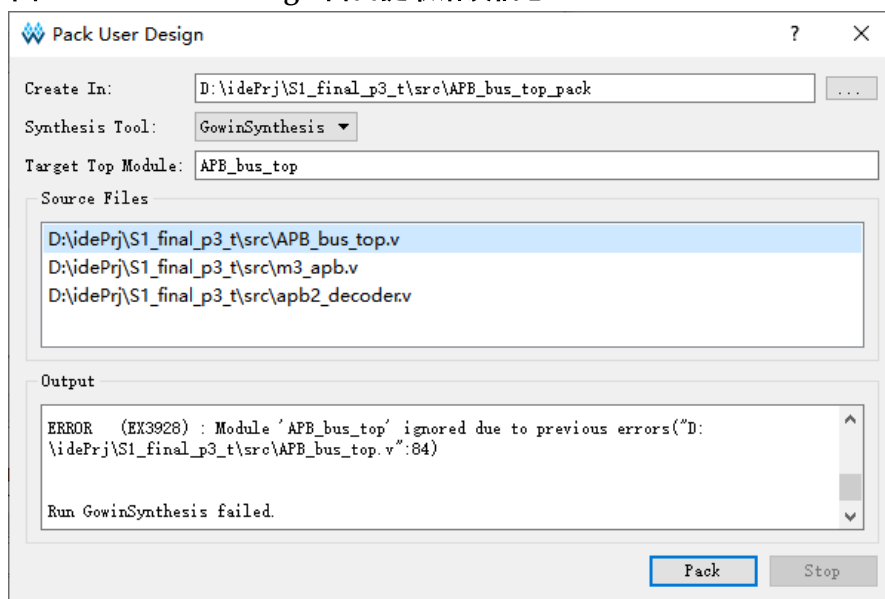 Pack User Design
?
Create In:
D:\idePrj\S1_final_p3_t\src\APB_bus_top_pack
...
Synthesis Tool:
GowinSynthesis
Target Top Module:
APB_bus_top
Source Files
D:\idePrj\S1_final_p3_t\src\APB_bus_top.v
D:\idePrj\S1_final_p3_t\src\m3_apb.v
D:\idePrj\S1_final_p3_t\src\apb2_decoder.v
Output
ERROR (EX3928) : Module 'APB_bus_top' ignored due to previous errors("D:
\idePrj\S1_final_p3_t\src\APB_bus_top.v":84)
Run GowinSynthesis failed.
Pack
Stop